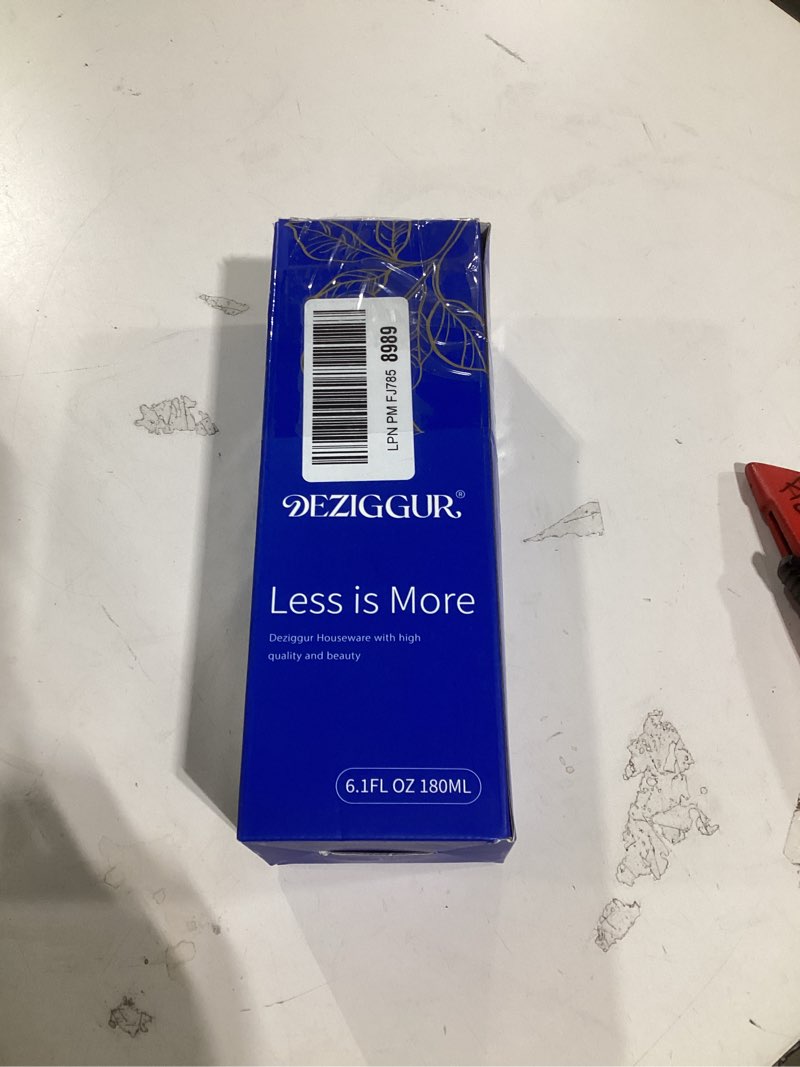 LPN PM FJ785 8989
DEZIGGUR®
Less is More
Deziggur Houseware with high
quality and beauty
6.1FL OZ 180ML